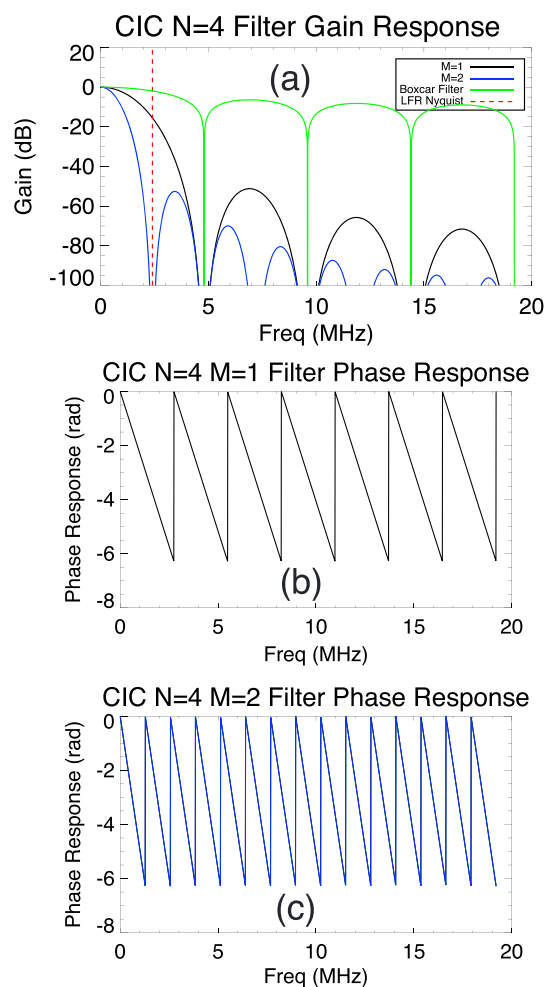 CIC N=4 Filter Gain Response
(a)
M=1
M=2
Boxcar Filter
LFR Nyquist
Gain (dB)
20
0
-20
-40
-60
-80
-100
0 5 10 15 20
Freq (MHz)
CIC N=4 M=1 Filter Phase Response
Phase Response (rad)
0
-2
-4
-6
-8
(b)
0 5 10 15 20
Freq (MHz)
CIC N=4 M=2 Filter Phase Response
Phase Response (rad)
0
-2
-4
-6
-8
(c)
0 5 10 15 20
Freq (MHz)